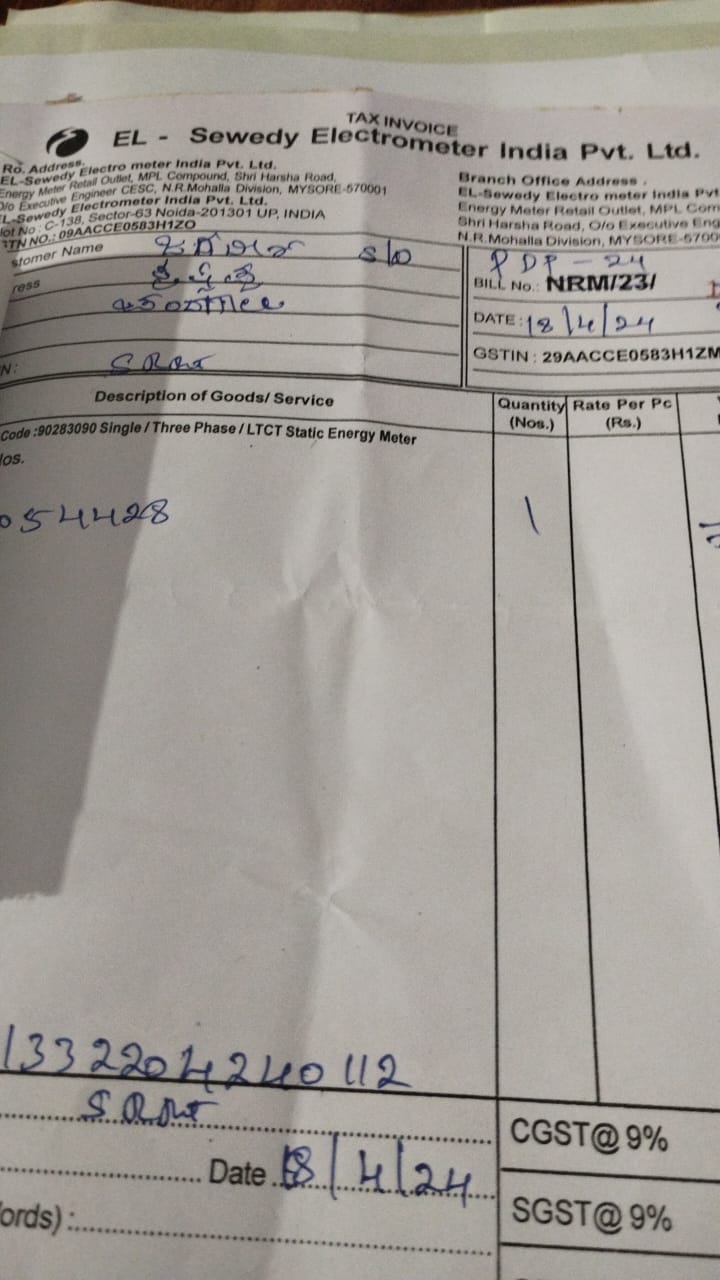 TAX INVOICE
EL - Sewedy Electrometer India Pvt. Ltd.
Ro. Address.
EL-Sewedy Electro meter India Pvt. Ltd.
Energy Meter Retail Outlet, MPL Compound, Shri Harsha Road,
O/o Executive Engineer CESC, N.R.Mohalla Division, MYSORE-570001
EL-Sewedy Electrometer India Pvt. Ltd.
lot No : C-138, Sector-63 Noida-201301 UP, INDIA
STN NO.: 09AACCE0583H1ZO
Branch Office Address .
EL-Sewedy Electro meter India Pvt
Energy Meter Retail Outlet, MPL Com
Shri Harsha Road, O/o Executive Eng
N.R.Mohalla Division, MYSORE-5700
stomer Name S/o
ress
N:
PDP - 24
BILL No.: NRM/23/
DATE : 18/4/24
GSTIN : 29AACCE0583H1ZM
Description of Goods/ Service
Quantity (Nos.)
Rate Per Pc (Rs.)
Code :90283090 Single / Three Phase / LTCT Static Energy Meter
los.
054428 1
1332204240112
Date 18/4/24
ords) :
CGST@ 9%
SGST@ 9%